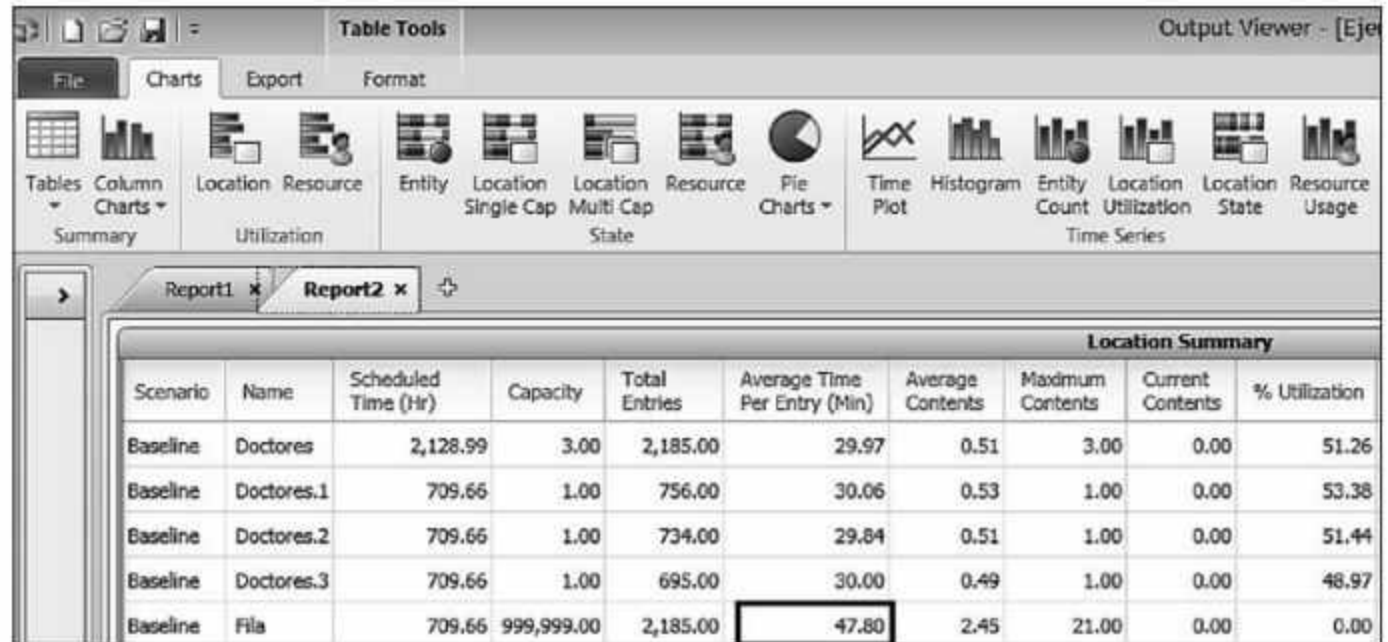 Table Tools
Output Viewer - [Eje
File Charts Export Format
Tables Column Charts
Location Resource
Entity Location Single Cap Location Multi Cap Resource Pie Charts
Time Plot Histogram Entity Count Location Utilization Location State Resource Usage
Summary Utilization State Time Series
Report1 Report2
Location Summary
Scenario Name Scheduled Time (Hr) Capacity Total Entries Average Time Per Entry (Min) Average Contents Maximum Contents Current Contents % Utilization
Baseline Doctores 2,128.99 3.00 2,185.00 29.97 0.51 3.00 0.00 51.26
Baseline Doctores.1 709.66 1.00 756.00 30.06 0.53 1.00 0.00 53.38
Baseline Doctores.2 709.66 1.00 734.00 29.84 0.51 1.00 0.00 51.44
Baseline Doctores.3 709.66 1.00 695.00 30.00 0.49 1.00 0.00 48.97
Baseline Fila 709.66 999,999.00 2,185.00 47.80 2.45 21.00 0.00 0.00